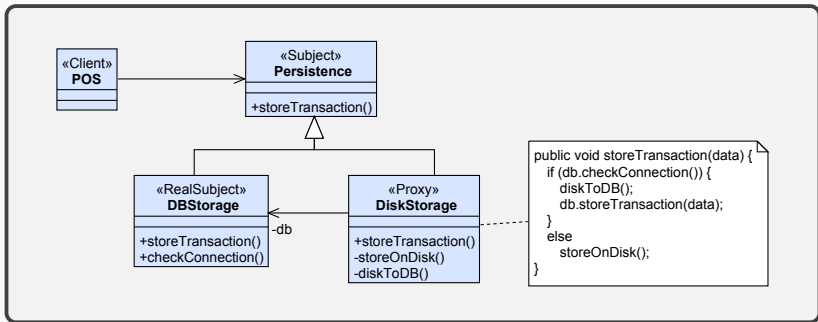 «Client»
POS
«Subject»
Persistence
+storeTransaction()
«RealSubject»
DBStorage
+storeTransaction()
+checkConnection()
-db
«Proxy»
DiskStorage
+storeTransaction()
-storeOnDisk()
-diskToDB()
public void storeTransaction(data) {
if (db.checkConnection()) {
diskToDB();
db.storeTransaction(data);
}
else
storeOnDisk();
}